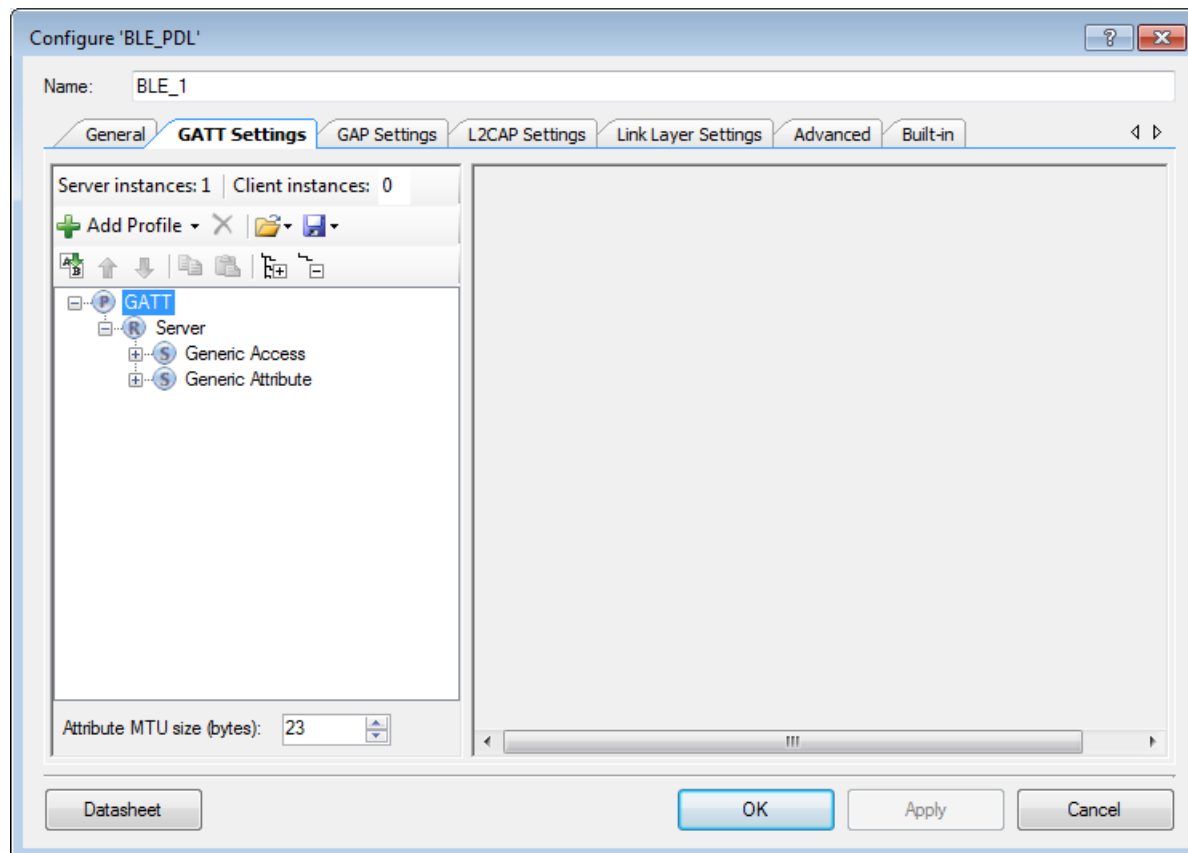 Configure 'BLE_PDL'
Name: BLE_1
General GATT Settings GAP Settings L2CAP Settings Link Layer Settings Advanced Built-in
Server instances: 1 Client instances: 0
Add Profile
P GATT
R Server
S Generic Access
S Generic Attribute
Attribute MTU size (bytes): 23
Datasheet OK Apply Cancel